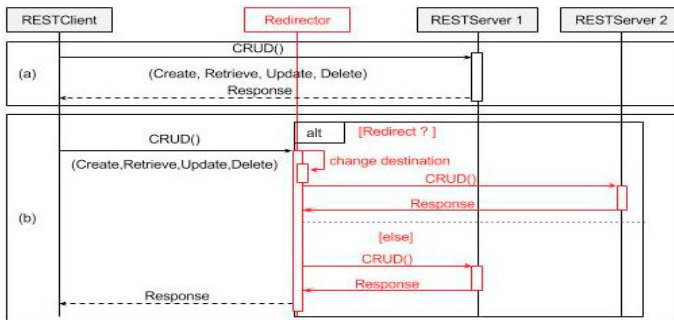 RESTClient Redirector RESTServer 1 RESTServer 2
CRUD()
(a)
(Create, Retrieve, Update, Delete)
Response
alt [Redirect ? ]
CRUD()
change destination
(Create,Retrieve,Update,Delete)
CRUD()
Response
(b)
[else]
CRUD()
Response
Response